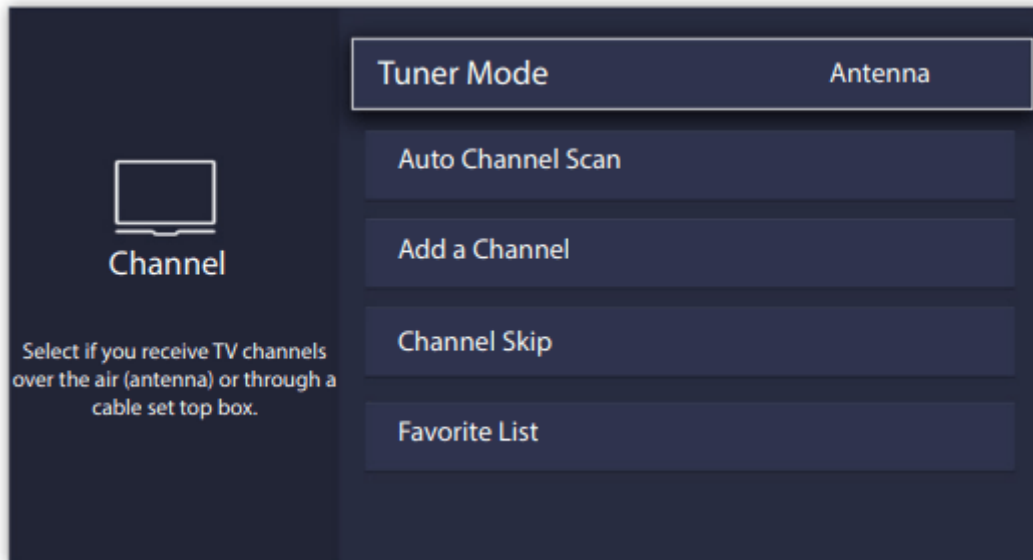 Channel
Select if you receive TV channels
over the air (antenna) or through a
cable set top box.
Tuner Mode Antenna
Auto Channel Scan
Add a Channel
Channel Skip
Favorite List